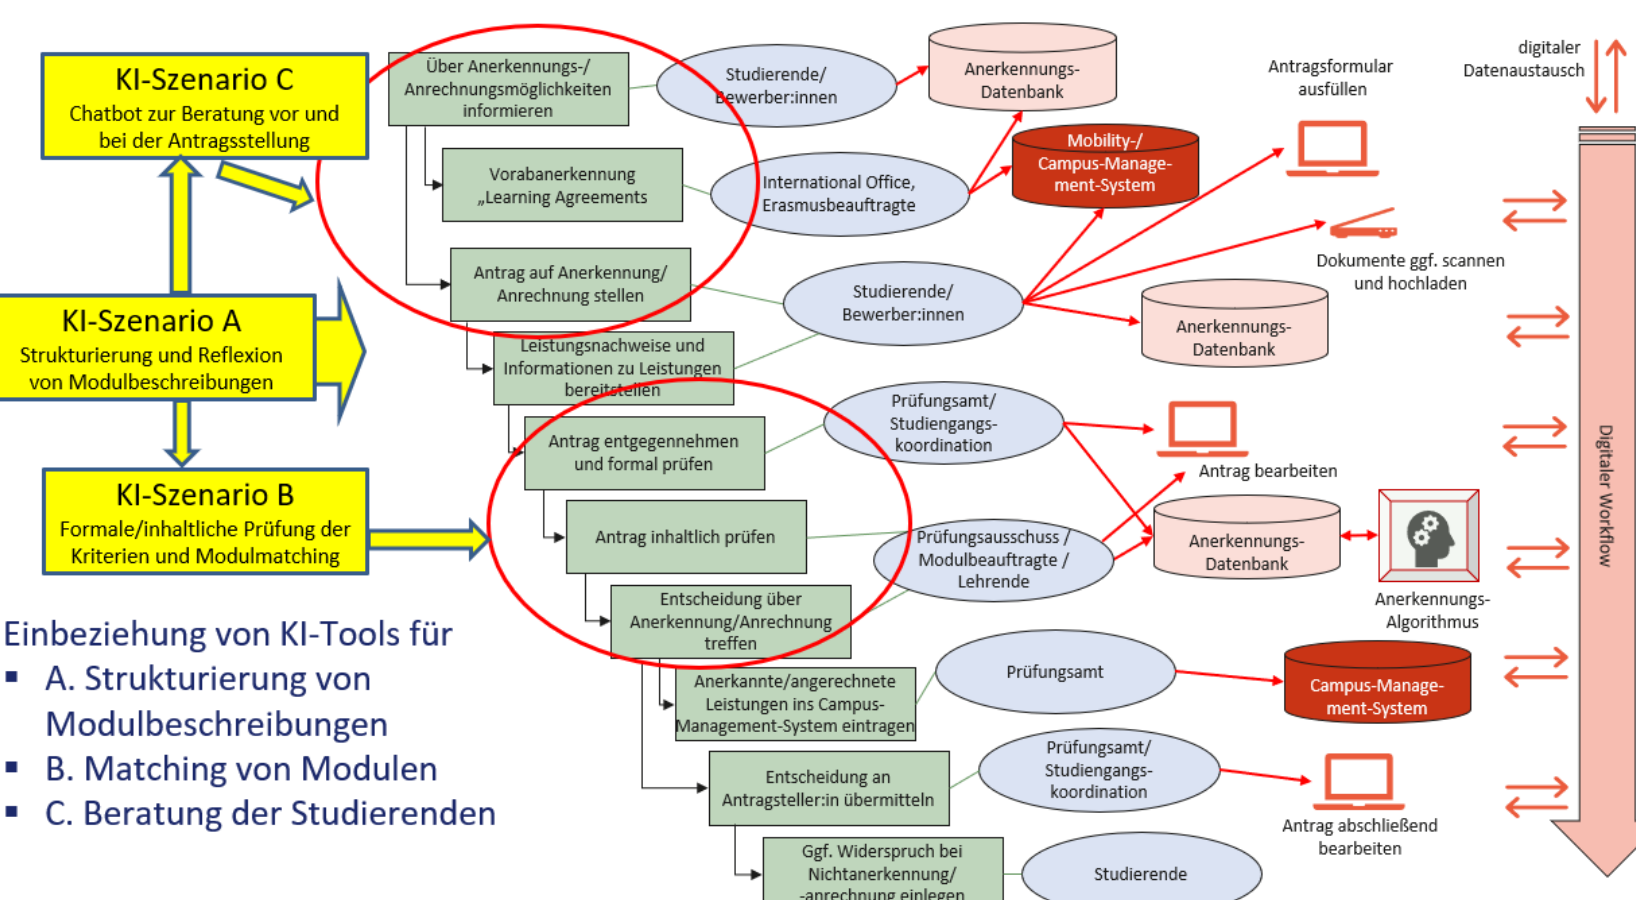 KI-Szenario C
Chatbot zur Beratung vor und
bei der Antragsstellung
KI-Szenario A
Strukturierung und Reflexion
von Modulbeschreibungen
KI-Szenario B
Formale/inhaltliche Prüfung der
Kriterien und Modulmatching
Einbeziehung von KI-Tools für
▪ A. Strukturierung von
Modulbeschreibungen
▪ B. Matching von Modulen
▪ C. Beratung der Studierenden
Über Anerkennungs-/
Anrechnungsmöglichkeiten
informieren
Vorabanerkennung
„Learning Agreements
Antrag auf Anerkennung/
Anrechnung stellen
Leistungsnachweise und
Informationen zu Leistungen
bereitstellen
Antrag entgegennehmen
und formal prüfen
Antrag inhaltlich prüfen
Entscheidung über
Anerkennung/Anrechnung
treffen
Anerkannte/angerechnete
Leistungen ins Campus-
Management-System eintragen
Entscheidung an
Antragsteller:in übermitteln
Ggf. Widerspruch bei
Nichtanerkennung/
-anrechnung einlegen
Studierende/
Bewerber:innen
International Office,
Erasmusbeauftragte
Studierende/
Bewerber:innen
Prüfungsamt/
Studiengangs-
koordination
Prüfungsausschuss /
Modulbeauftragte /
Lehrende
Prüfungsamt
Prüfungsamt/
Studiengangs-
koordination
Studierende
Anerkennungs-
Datenbank
Mobility-/
Campus-Manage-
ment-System
Antragsformular
ausfüllen
Dokumente ggf. scannen
und hochladen
Anerkennungs-
Datenbank
Antrag bearbeiten
Anerkennungs-
Datenbank
Anerkennungs-
Algorithmus
Campus-Manage-
ment-System
Antrag abschließend
bearbeiten
digitaler
Datenaustausch
Digitaler Workflow